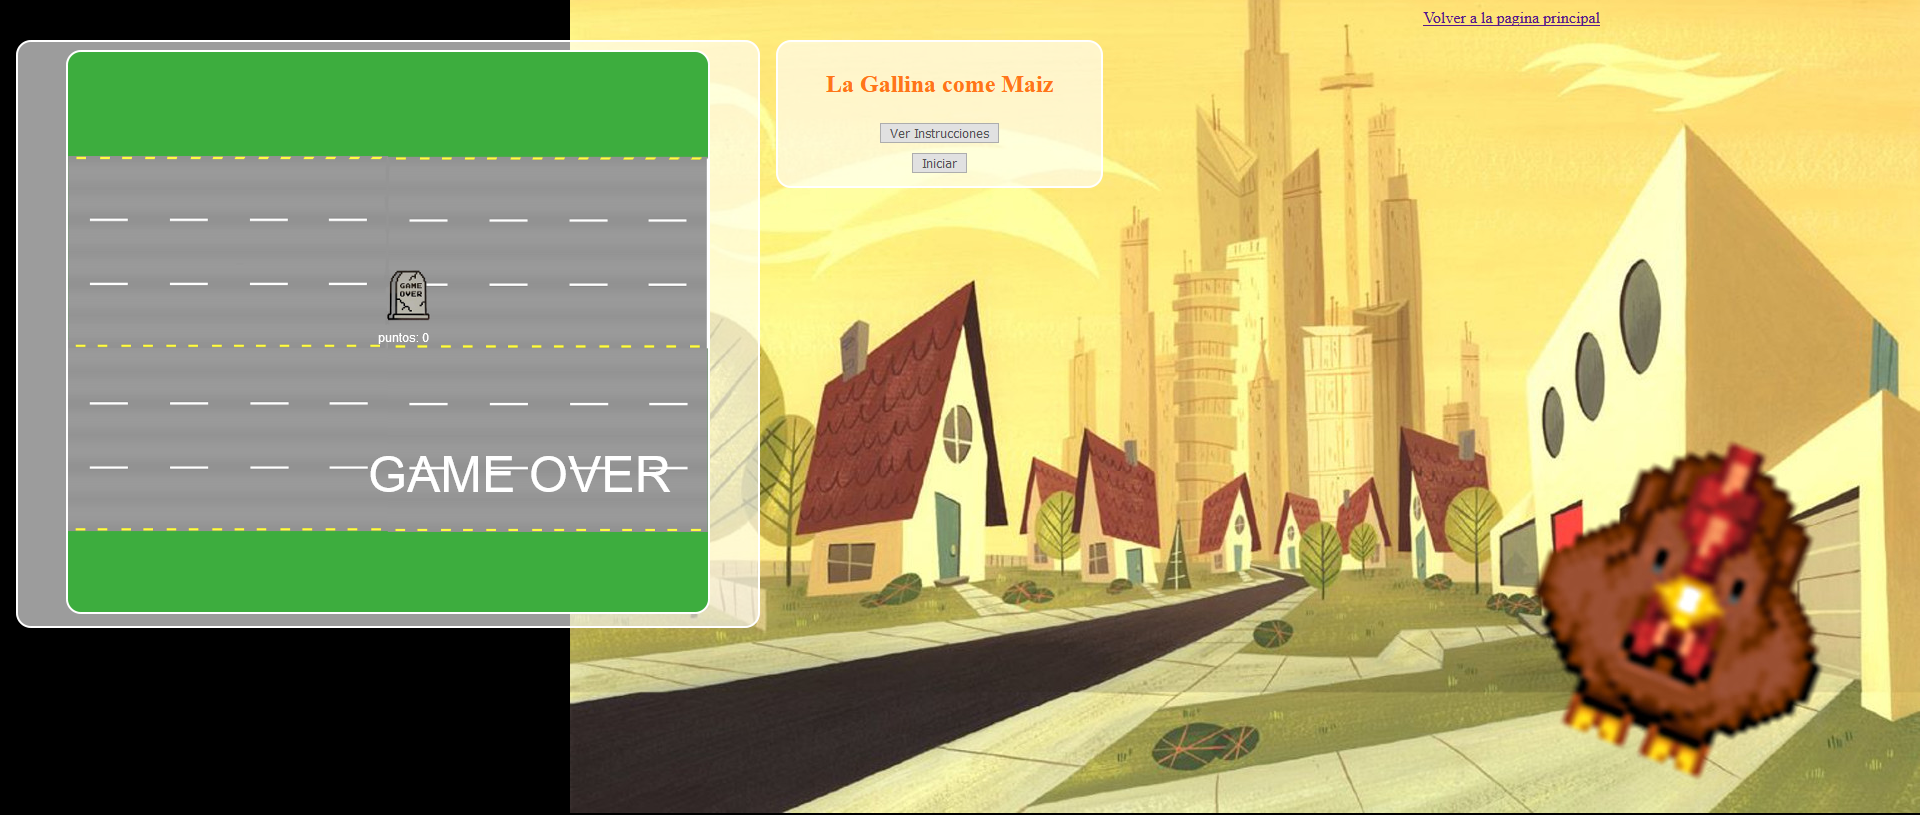 Volver a la pagina principal
La Gallina come Maiz
Ver Instrucciones
Iniciar
GAME
OVER
puntos: 0
GAME OVER